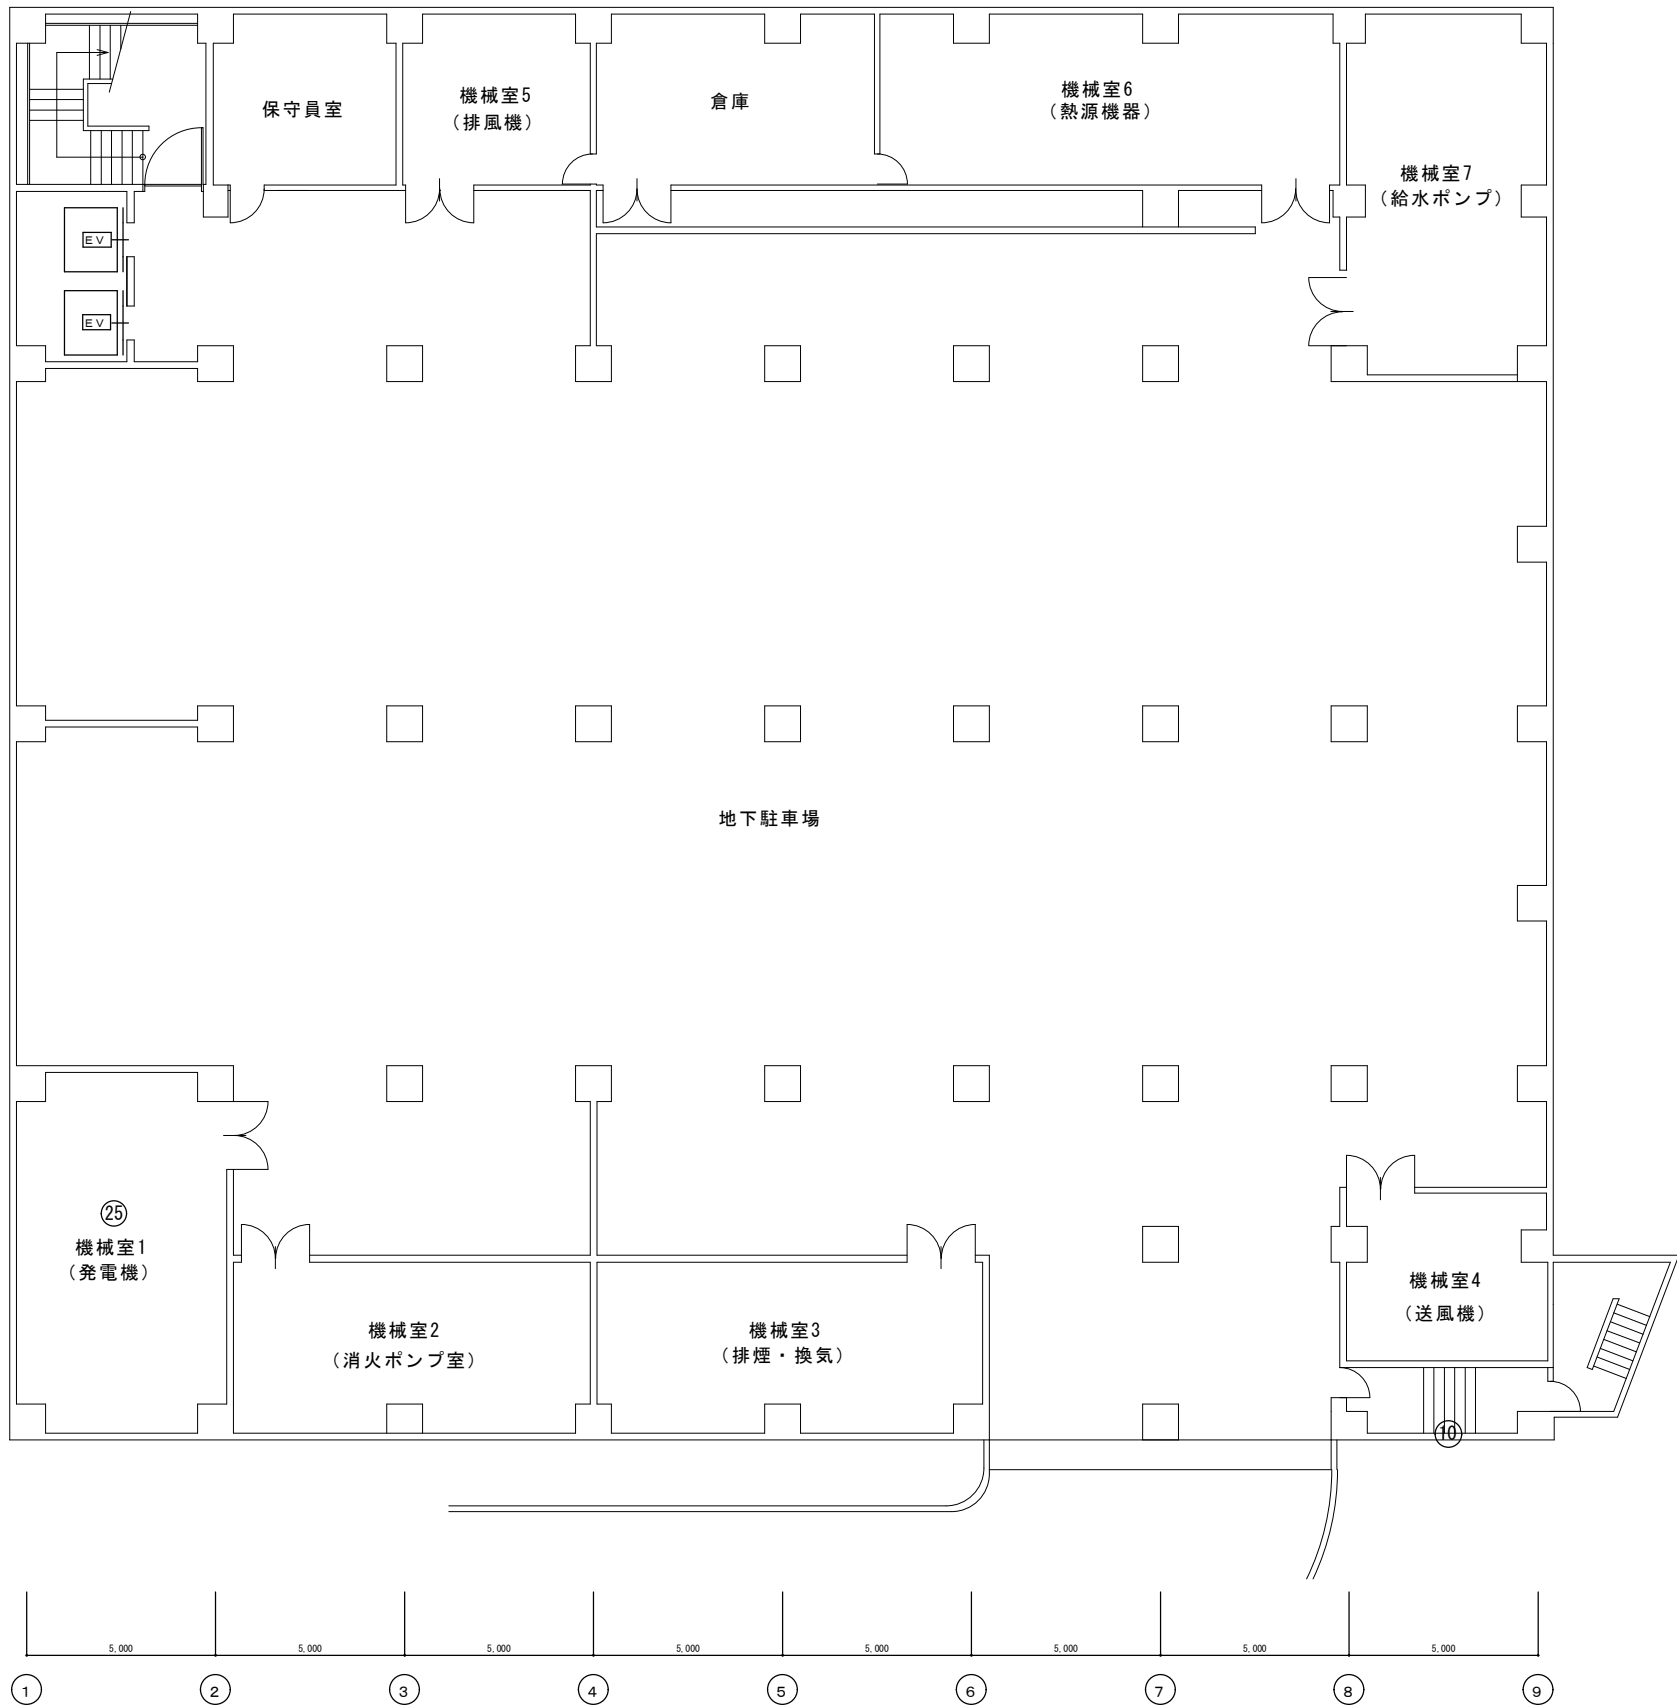 保守員室
機械室5
（排風機）
倉庫
機械室6
（熱源機器）
機械室7
（給水ポンプ）
EV
EV
地下駐車場
25
機械室1
（発電機）
機械室2
（消火ポンプ室）
機械室3
（排煙・換気）
機械室4
（送風機）
10
5,000 5,000 5,000 5,000 5,000 5,000 5,000 5,000
1 2 3 4 5 6 7 8 9